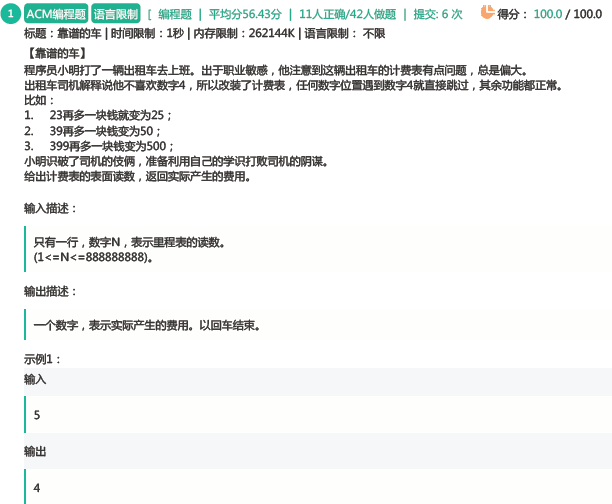 1 ACM编程题 语言限制 [ 编程题 | 平均分56.43分 | 11人正确/42人做题 | 提交: 6 次 得分： 100.0 / 100.0
标题：靠谱的车 | 时间限制：1秒 | 内存限制：262144K | 语言限制： 不限
【靠谱的车】
程序员小明打了一辆出租车去上班。出于职业敏感，他注意到这辆出租车的计费表有点问题，总是偏大。
出租车司机解释说他不喜欢数字4，所以改装了计费表，任何数字位置遇到数字4就直接跳过，其余功能都正常。
比如：
1. 23再多一块钱就变为25；
2. 39再多一块钱变为50；
3. 399再多一块钱变为500；
小明识破了司机的伎俩，准备利用自己的学识打败司机的阴谋。
给出计费表的表面读数，返回实际产生的费用。
输入描述：
只有一行，数字N，表示里程表的读数。
(1<=N<=888888888)。
输出描述：
一个数字，表示实际产生的费用。以回车结束。
示例1：
输入
5
输出
4